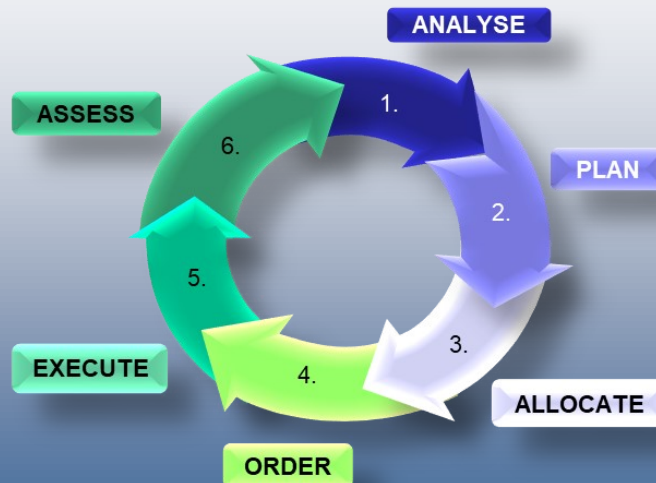 1.
ANALYSE
2.
PLAN
3.
ALLOCATE
4.
ORDER
5.
EXECUTE
6.
ASSESS